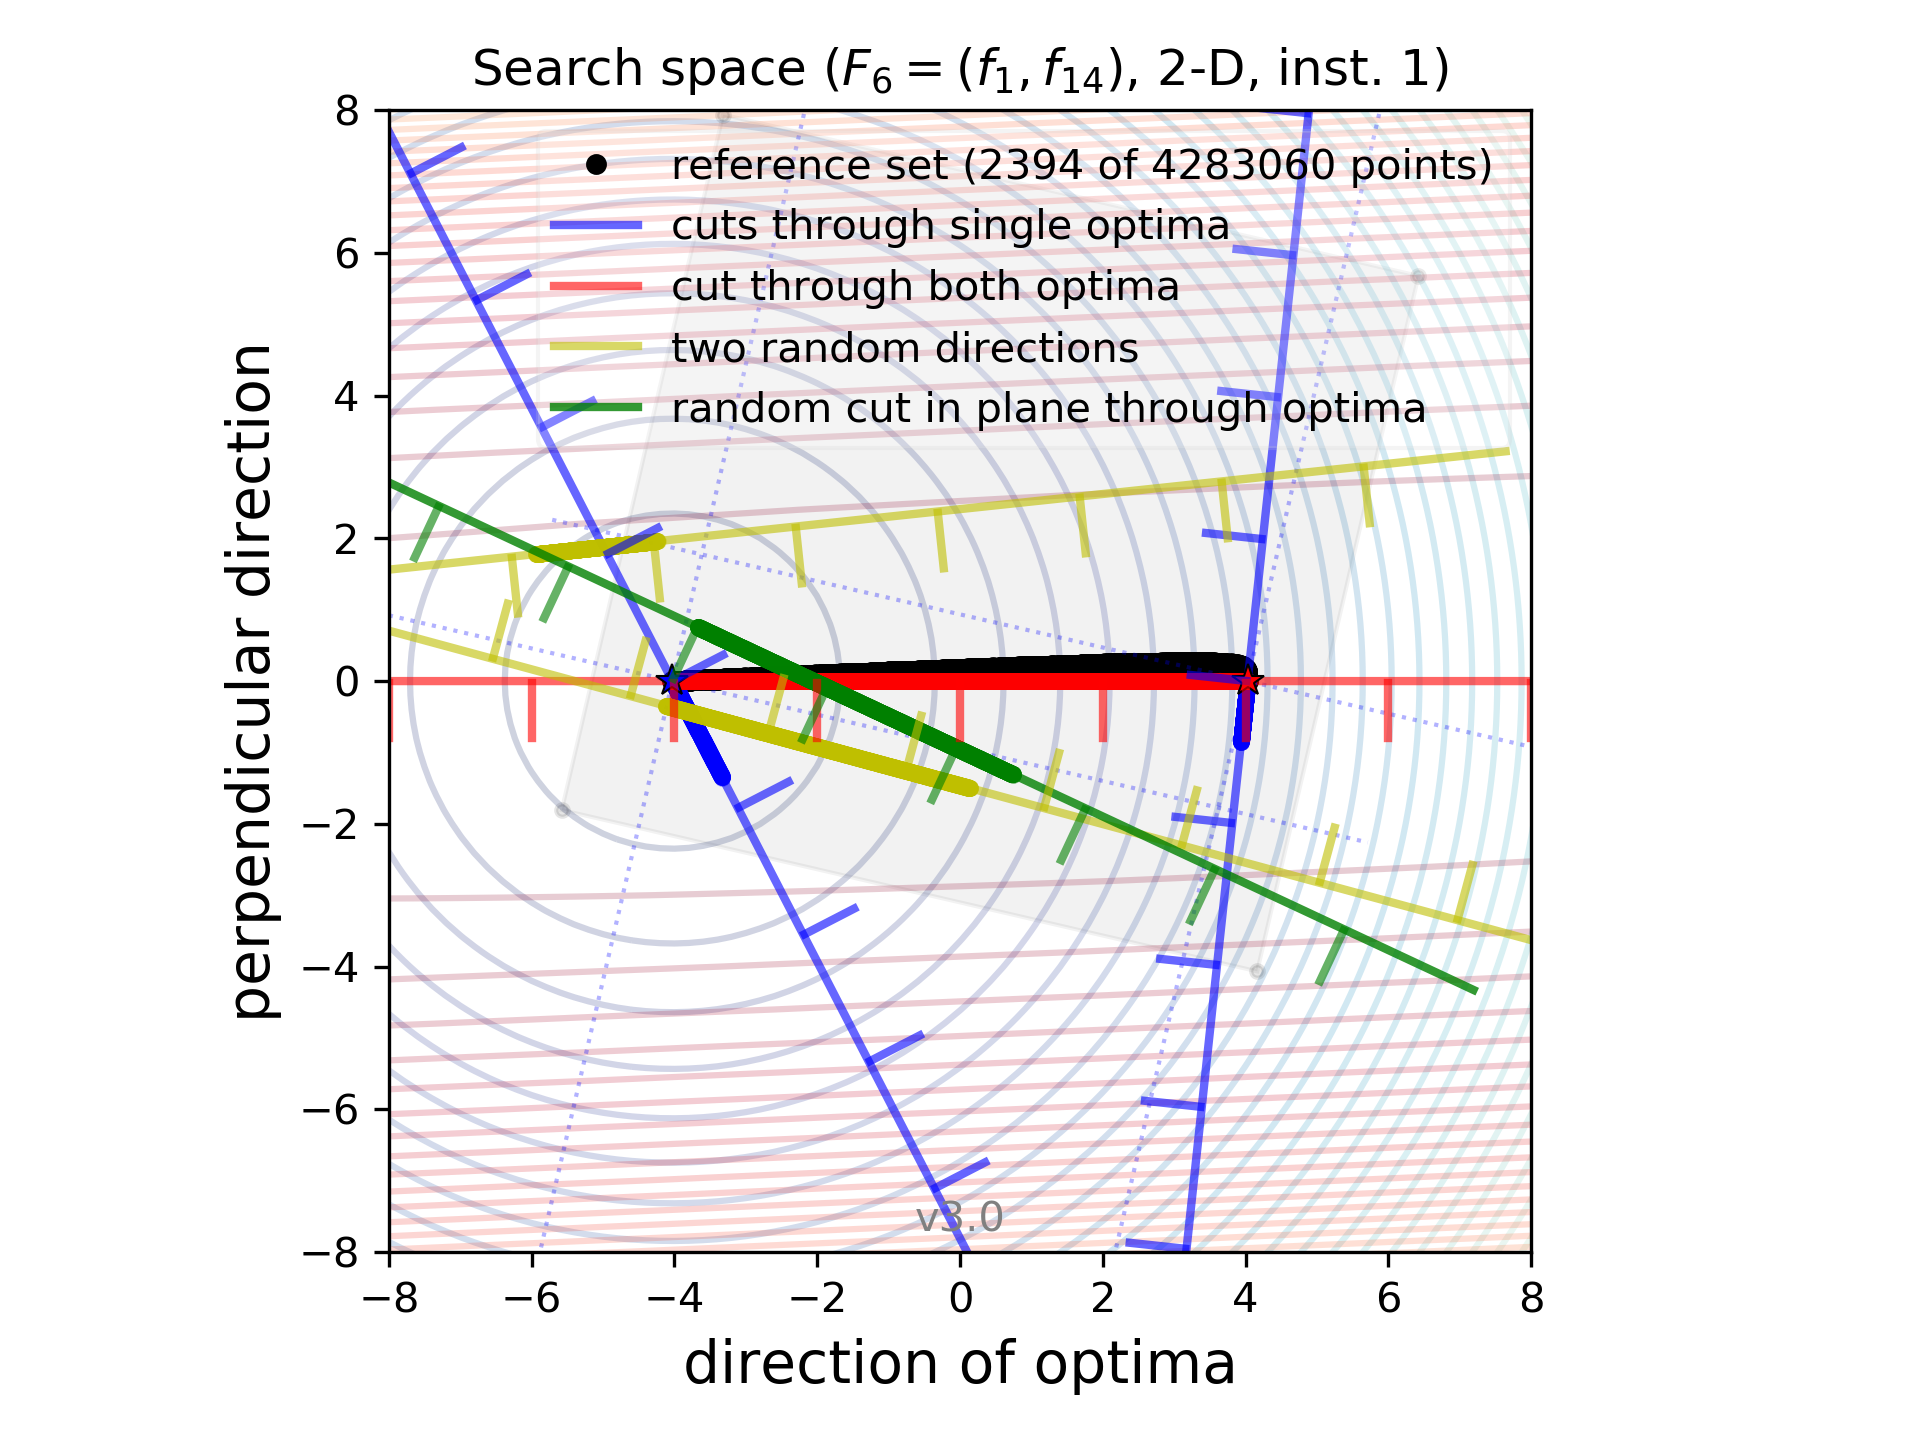 Search space (F6 = (f1, f14), 2-D, inst. 1)
reference set (2394 of 4283060 points)
cuts through single optima
cut through both optima
two random directions
random cut in plane through optima
perpendicular direction
8
6
4
2
0
−2
−4
−6
−8
v3.0
−8 −6 −4 −2 0 2 4 6 8
direction of optima